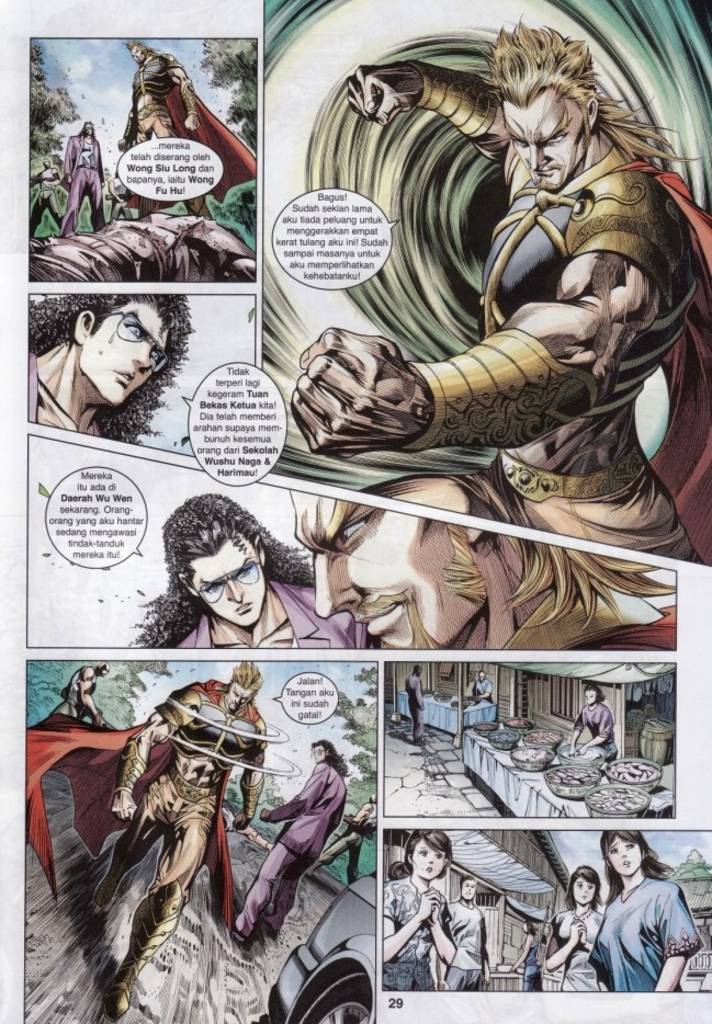 ...mereka
telah diserang oleh
Wong Siu Long dan
bapanya, iaitu Wong
Fu Hu!
Bagus!
Sudah sekian lama
aku tiada peluang untuk
menggerakkan empat
kerat tulang aku ini! Sudah
sampai masanya untuk
aku memperlihatkan
kehebatanku!
Tidak
terperi lagi
kegeram Tuan
Bekas Ketua kita!
Dia telah memberi
arahan supaya mem-
bunuh kesemua
orang dari Sekolah
Wushu Naga &
Harimau!
Mereka
itu ada di
Daerah Wu Wen
sekarang. Orang-
orang yang aku hantar
sedang mengawasi
tindak-tanduk
mereka itu!
Jalan!
Tangan aku
ini sudah
gatal!
29